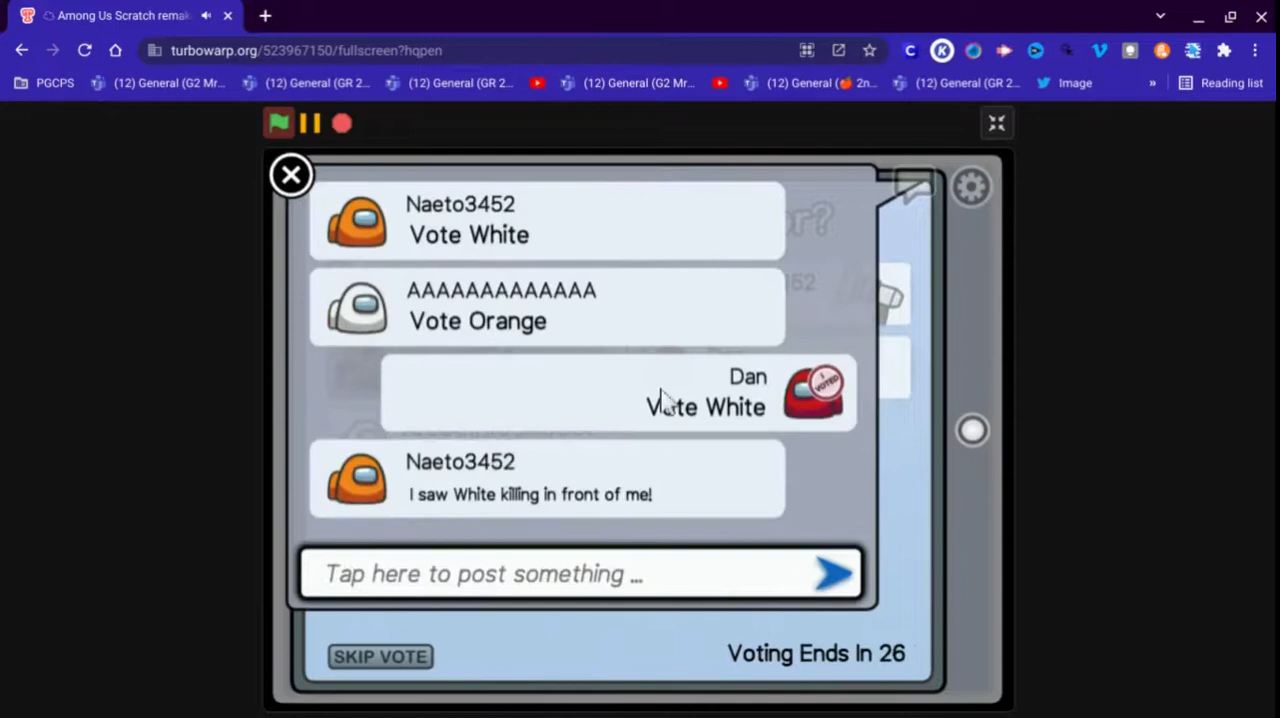 Among Us Scratch remak
turbowarp.org/523967150/fullscreen?hqpen
PGCPS
(12) General (G2 Mr...
(12) General (GR 2...
(12) General (GR 2...
(12) General (G2 Mr...
(12) General (🍎 2n...
(12) General (GR 2...
Image
»
Reading list
Naeto3452
Vote White
AAAAAAAAAAAAA
Vote Orange
Dan
Vote White
I VOTED
Naeto3452
I saw White killing in front of me!
Tap here to post something ...
SKIP VOTE
Voting Ends In 26